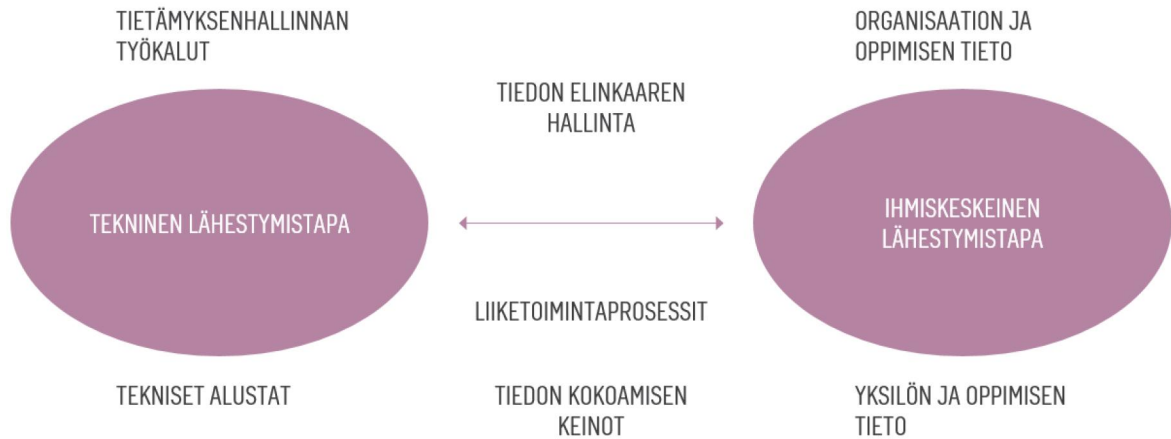 TIETÄMYKSENHALLINNAN
TYÖKALUT
ORGANISAATION JA
OPPIMISEN TIETO
TIEDON ELINKAAREN
HALLINTA
TEKNINEN LÄHESTYMISTAPA
IHMISKESKEINEN
LÄHESTYMISTAPA
LIIKETOIMINTAPROSESSIT
TEKNISET ALUSTAT
TIEDON KOKOAMISEN
KEINOT
YKSILÖN JA OPPIMISEN
TIETO